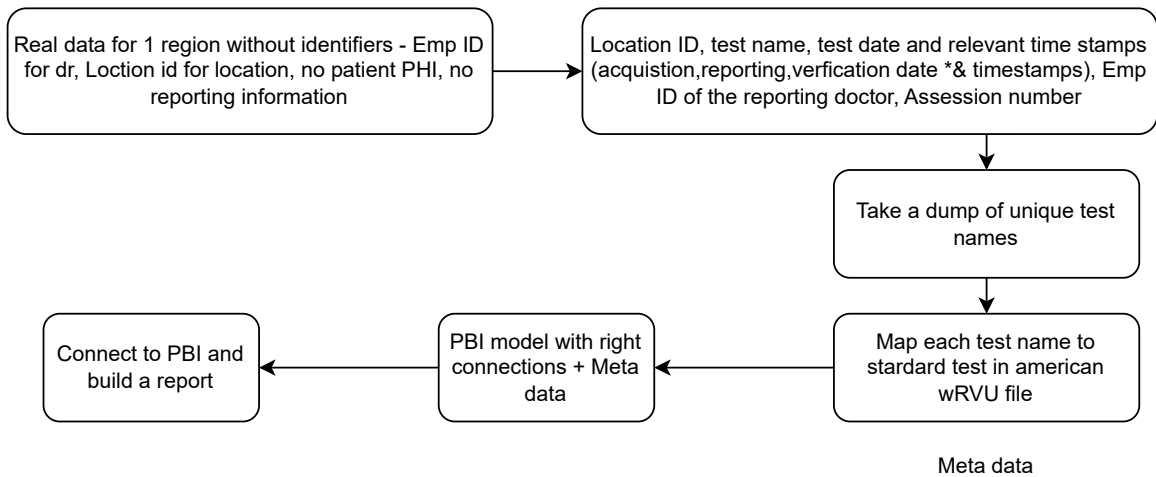 Real data for 1 region without identifiers - Emp ID
for dr, Loction id for location, no patient PHI, no
reporting information
Location ID, test name, test date and relevant time stamps
(acquistion,reporting,verfication date *& timestamps), Emp
ID of the reporting doctor, Assession number
Take a dump of unique test
names
Connect to PBI and
build a report
PBI model with right
connections + Meta
data
Map each test name to
stardard test in american
wRVU file
Meta data